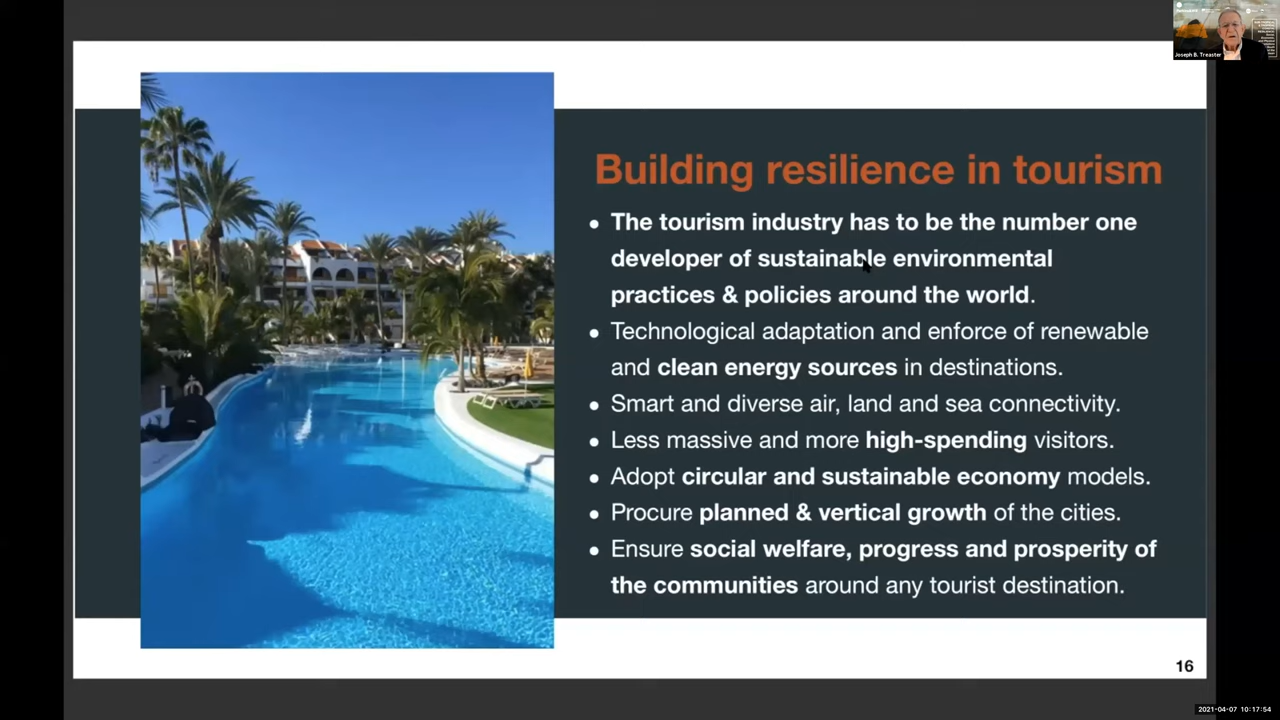 Joseph B. Treaster
Building resilience in tourism
• The tourism industry has to be the number one
developer of sustainable environmental
practices & policies around the world.
• Technological adaptation and enforce of renewable
and clean energy sources in destinations.
• Smart and diverse air, land and sea connectivity.
• Less massive and more high-spending visitors.
• Adopt circular and sustainable economy models.
• Procure planned & vertical growth of the cities.
• Ensure social welfare, progress and prosperity of
the communities around any tourist destination.
16
2021-04-07 10:17:54